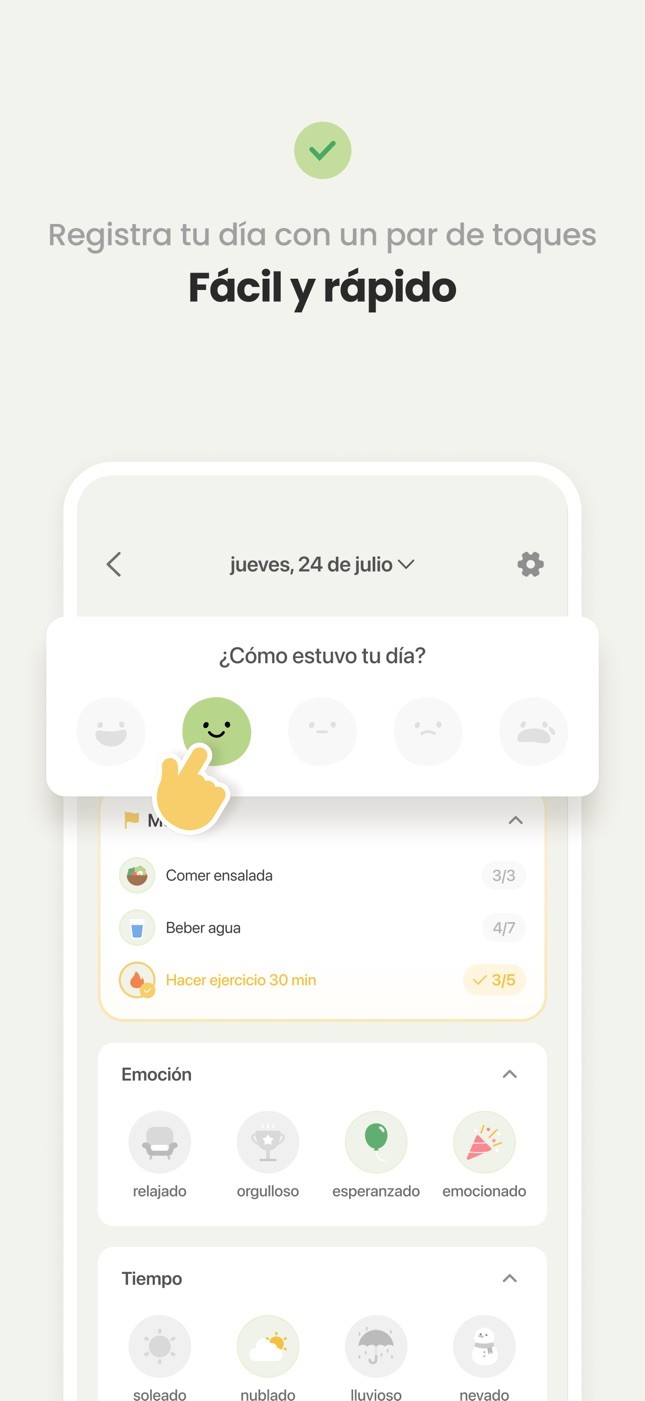 Registra tu día con un par de toques
Fácil y rápido
jueves, 24 de julio
¿Cómo estuvo tu día?
Comer ensalada
3/3
Beber agua
4/7
Hacer ejercicio 30 min
3/5
Emoción
relajado
orgulloso
esperanzado
emocionado
Tiempo
soleado
nublado
lluvioso
nevado